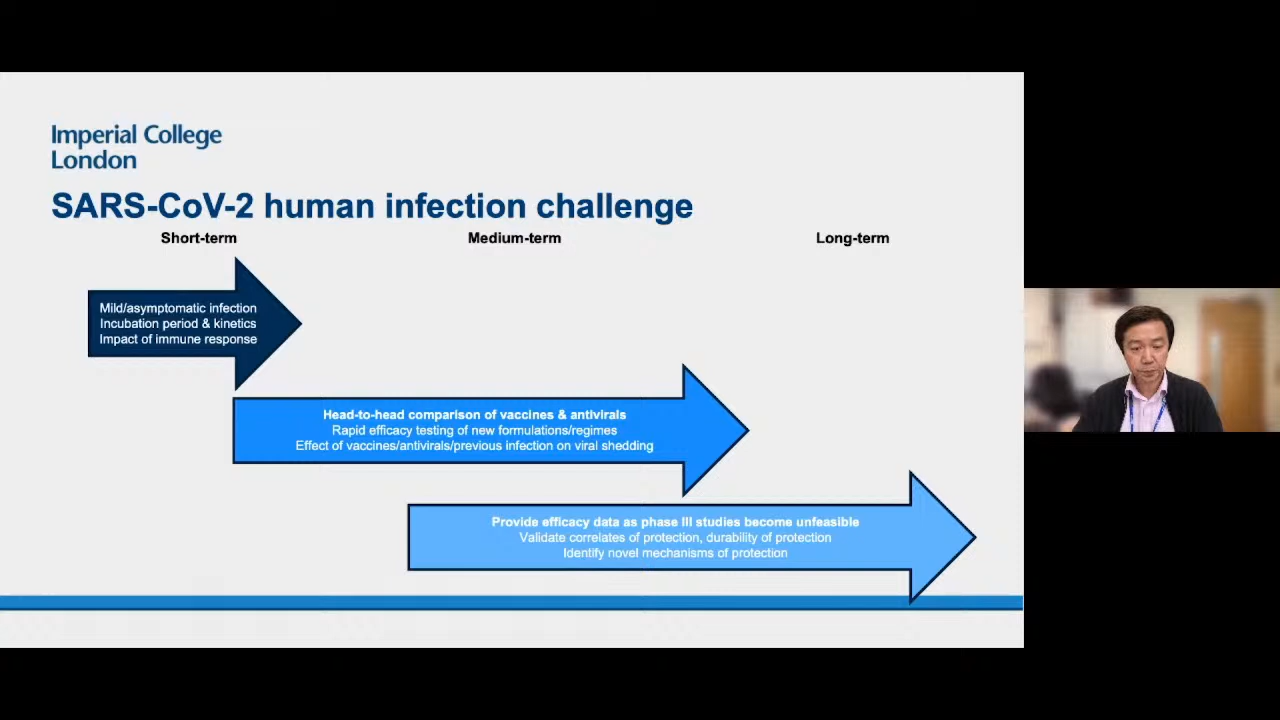 Imperial College
London
SARS-CoV-2 human infection challenge
Short-term
Medium-term
Long-term
Mild/asymptomatic infection
Incubation period & kinetics
Impact of immune response
Head-to-head comparison of vaccines & antivirals
Rapid efficacy testing of new formulations/regimes
Effect of vaccines/antivirals/previous infection on viral shedding
Provide efficacy data as phase III studies become unfeasible
Validate correlates of protection, durability of protection
Identify novel mechanisms of protection